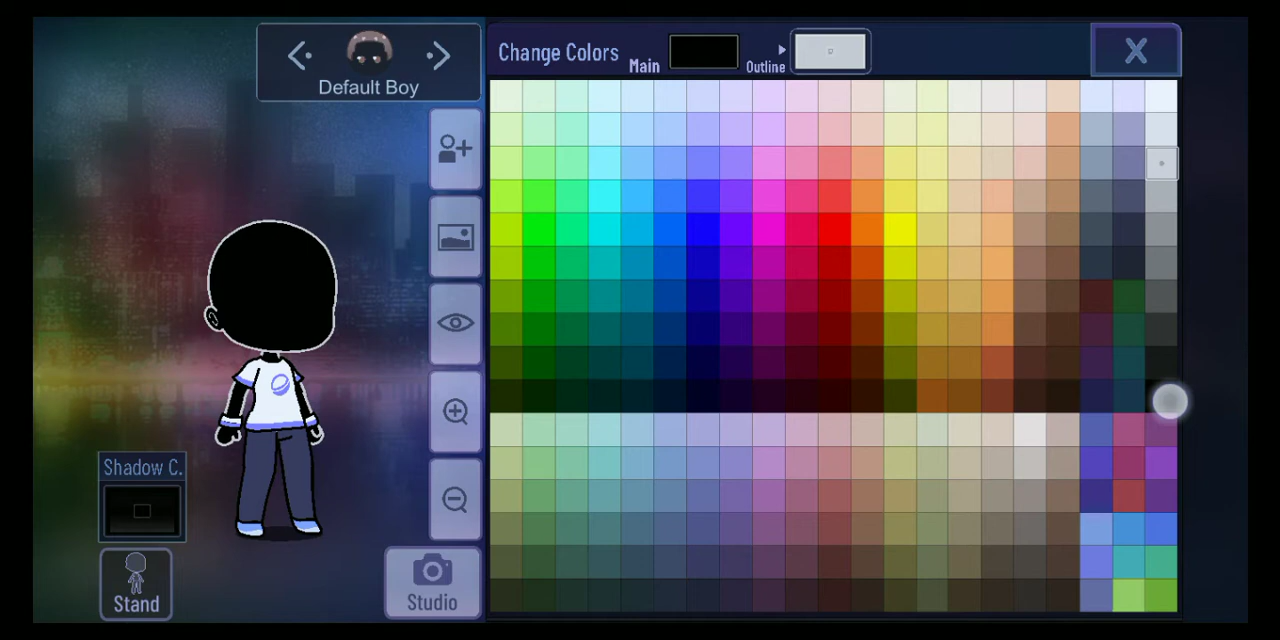 Default Boy
Change Colors
Main
Outline
X
Shadow C.
Stand
Studio